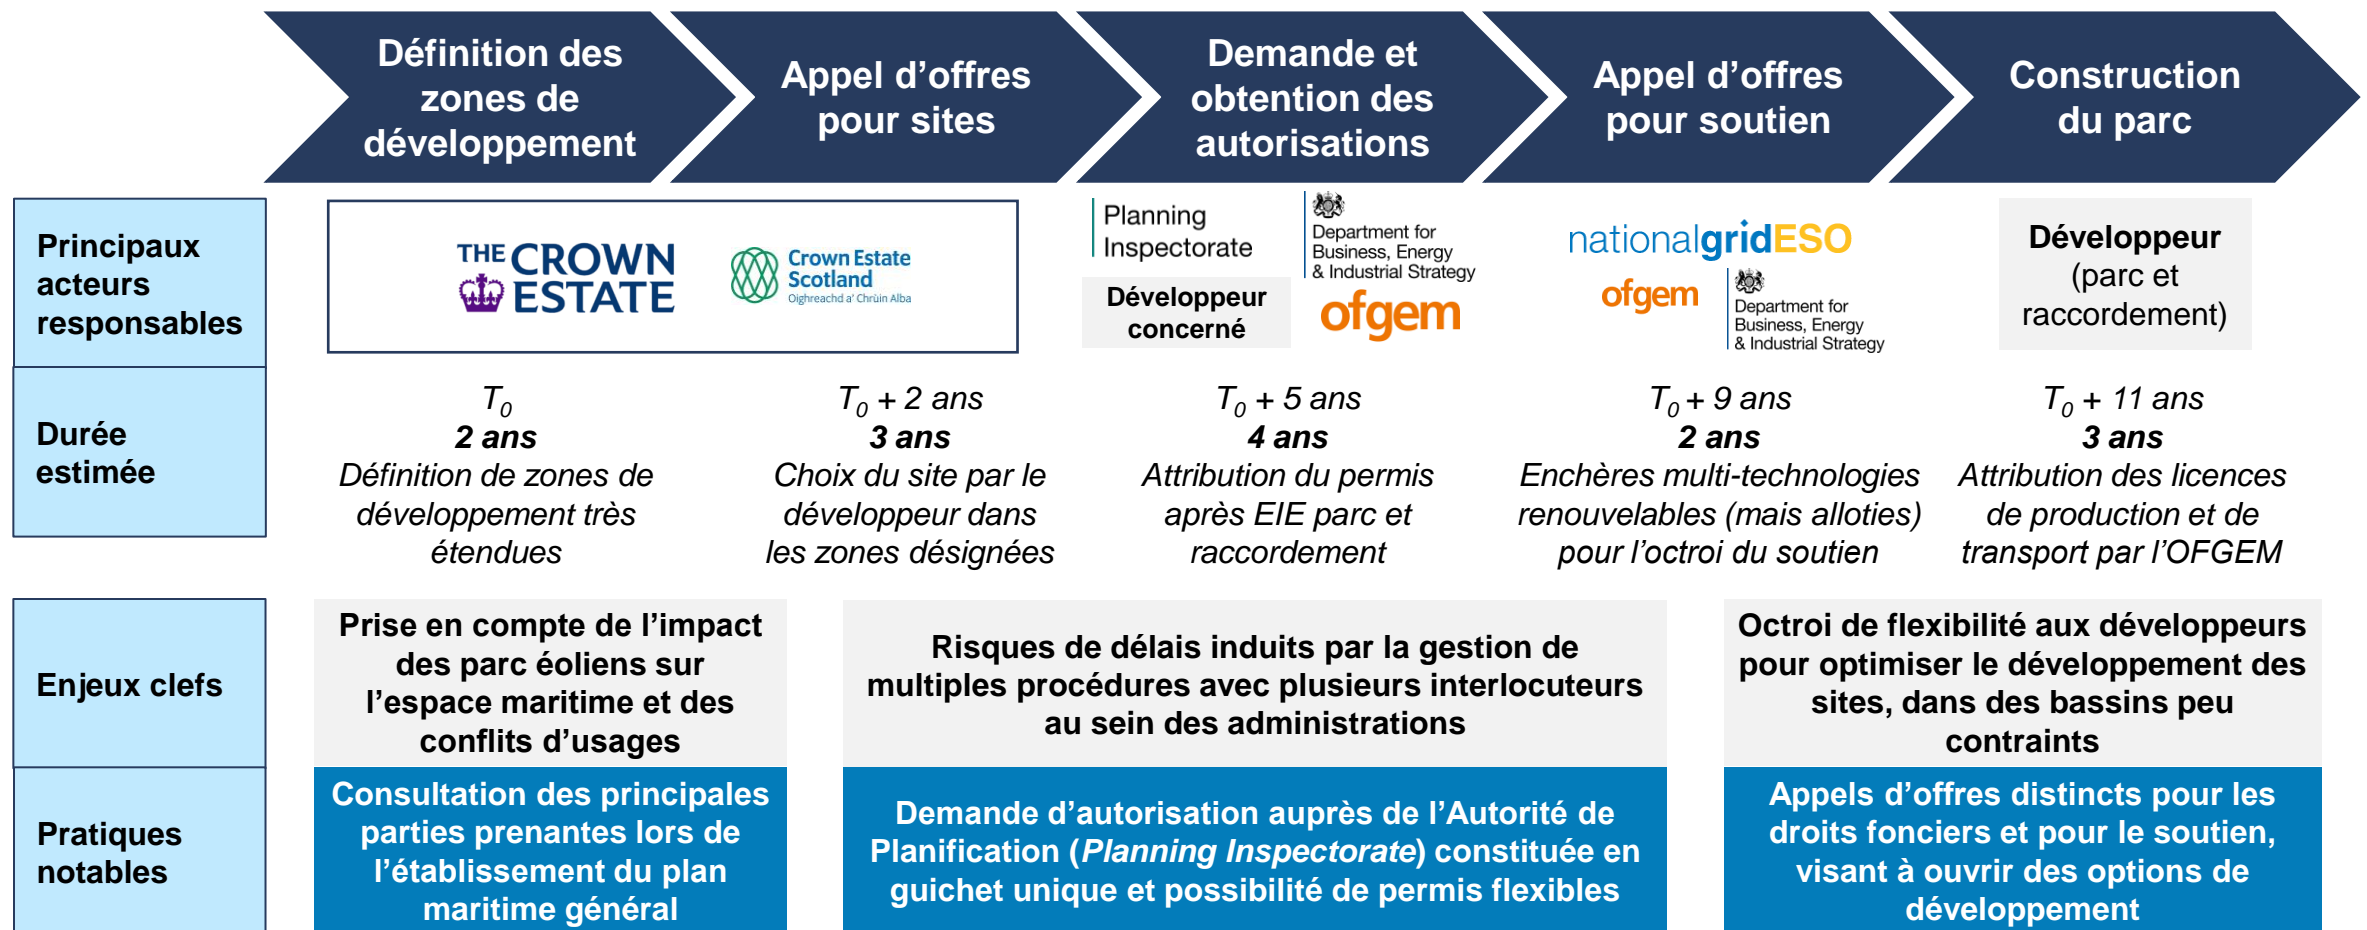 Définition des
zones de
développement
Appel d’offres
pour sites
Demande et
obtention des
autorisations
Appel d’offres
pour soutien
Construction
du parc
Principaux
acteurs
responsables
THE CROWN
ESTATE
Crown Estate
Scotland
Oighreachd a' Chrùin Alba
Planning
Inspectorate
Développeur
concerné
Department for
Business, Energy
& Industrial Strategy
ofgem
nationalgridESO
ofgem
Department for
Business, Energy
& Industrial Strategy
Développeur
(parc et
raccordement)
Durée
estimée
T0
2 ans
Définition de zones de
développement très
étendues
T0 + 2 ans
3 ans
Choix du site par le
développeur dans
les zones désignées
T0 + 5 ans
4 ans
Attribution du permis
après EIE parc et
raccordement
T0 + 9 ans
2 ans
Enchères multi-technologies
renouvelables (mais alloties)
pour l’octroi du soutien
T0 + 11 ans
3 ans
Attribution des licences
de production et de
transport par l’OFGEM
Enjeux clefs
Prise en compte de l’impact
des parc éoliens sur
l’espace maritime et des
conflits d’usages
Risques de délais induits par la gestion de
multiples procédures avec plusieurs interlocuteurs
au sein des administrations
Octroi de flexibilité aux développeurs
pour optimiser le développement des
sites, dans des bassins peu
contraints
Pratiques
notables
Consultation des principales
parties prenantes lors de
l’établissement du plan
maritime général
Demande d’autorisation auprès de l’Autorité de
Planification (Planning Inspectorate) constituée en
guichet unique et possibilité de permis flexibles
Appels d’offres distincts pour les
droits fonciers et pour le soutien,
visant à ouvrir des options de
développement